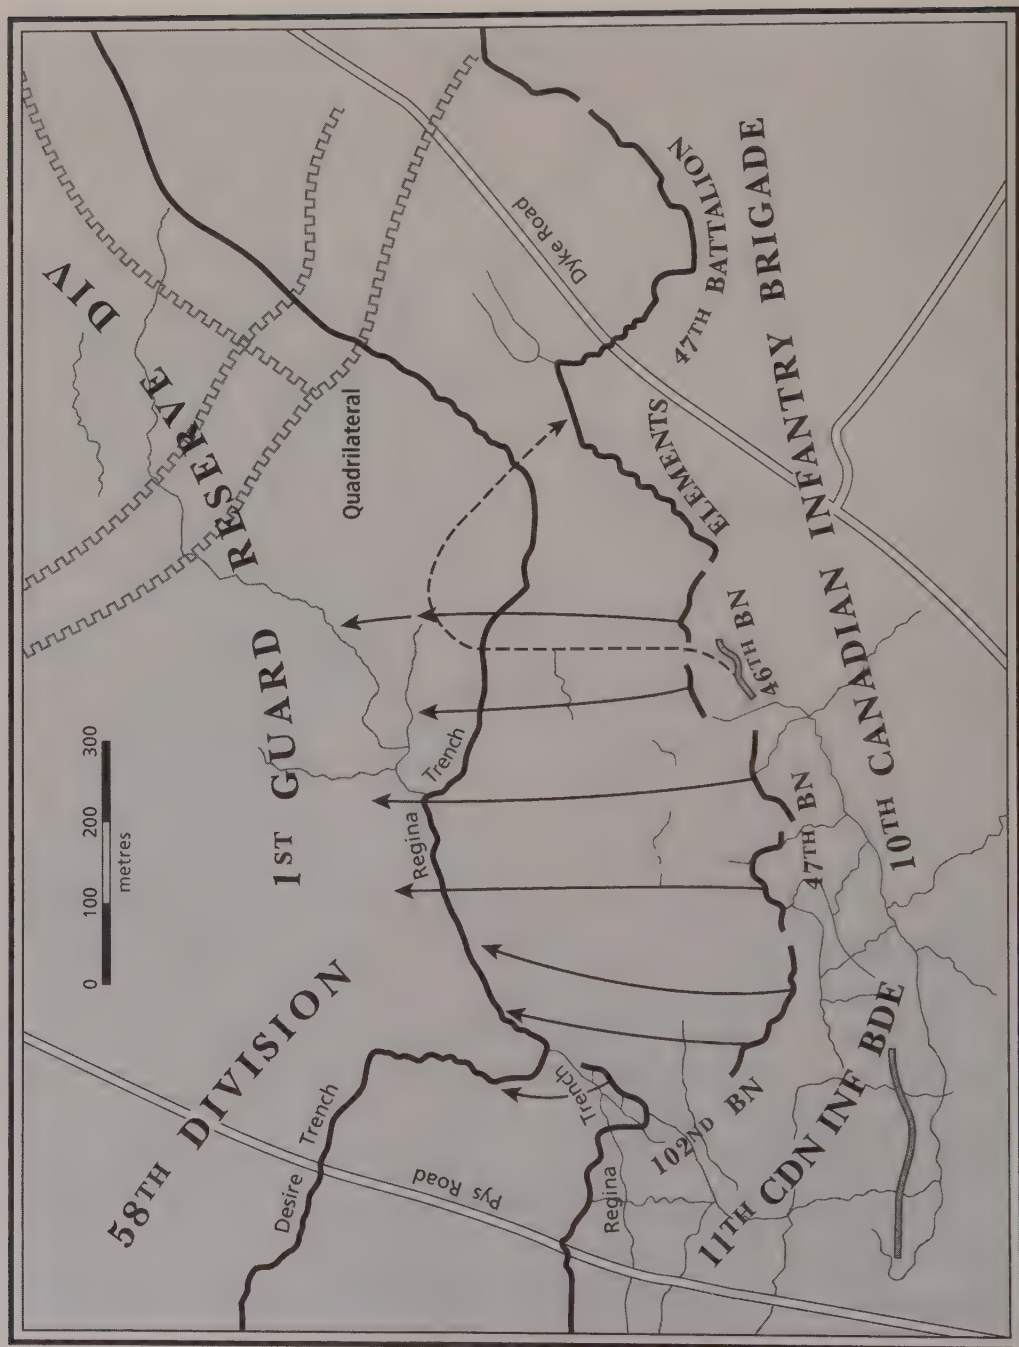 58TH DIVISION
1ST GUARD RESERVE DIV
0 100 200 300
metres
Quadrilateral
Desire Trench
Pys Road
Regina Trench
Regina Trench
Dyke Road
102ND BN
11TH CDN INF BDE
47TH BN
46TH BN
ELEMENTS 47TH BATTALION
10TH CANADIAN INFANTRY BRIGADE